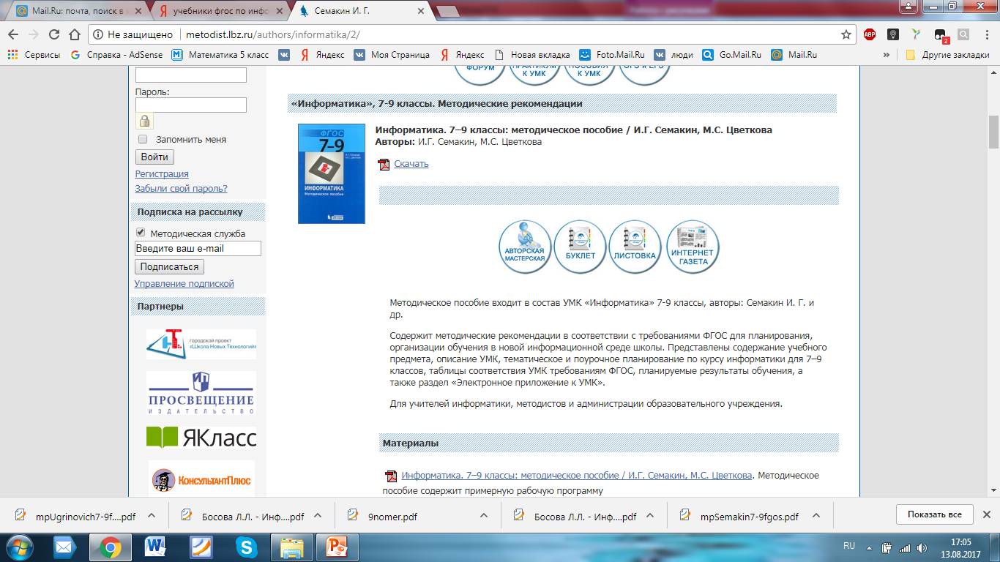 Mail.Ru: почта, поиск в
учебники фгос по инфо
Семакин И. Г.
Не защищено
metodist.lbz.ru/authors/informatika/2/
ABP
2
Сервисы
Справка - AdSense
Математика 5 класс
Яндекс
Моя Страница
Яндекс
Новая вкладка
Foto.Mail.Ru
люди
Go.Mail.Ru
Mail.Ru
»
Другие закладки
ФОРУМ
ПРАКТИКУМ
К УМК
ПОСОБИЯ
К УМК
ОГЭ и ЕГЭ
Пароль:
Запомнить меня
Войти
Регистрация
Забыли свой пароль?
Подписка на рассылку
Методическая служба
Введите ваш e-mail
Подписаться
Управление подпиской
Партнеры
городской проект
«Школа Новых Технологий»
ПРОСВЕЩЕНИЕ
ИЗДАТЕЛЬСТВО
ЯКласс
КонсультантПлюс
«Информатика», 7-9 классы. Методические рекомендации
ФГОС
7–9
ИНФОРМАТИКА
Методическое пособие
Информатика. 7–9 классы: методическое пособие / И.Г. Семакин, М.С. Цветкова
Авторы: И.Г. Семакин, М.С. Цветкова
Скачать
АВТОРСКАЯ
МАСТЕРСКАЯ
БУКЛЕТ
ЛИСТОВКА
ИНТЕРНЕТ
ГАЗЕТА
Методическое пособие входит в состав УМК «Информатика» 7-9 классы, авторы: Семакин И. Г. и
др.
Содержит методические рекомендации в соответствии с требованиями ФГОС для планирования,
организации обучения в новой информационной среде школы. Представлены содержание учебного
предмета, описание УМК, тематическое и поурочное планирование по курсу информатики для 7–9
классов, таблицы соответствия УМК требованиям ФГОС, планируемые результаты обучения, а
также раздел «Электронное приложение к УМК».
Для учителей информатики, методистов и администрации образовательного учреждения.
Материалы
Информатика. 7–9 классы: методическое пособие / И.Г. Семакин, М.С. Цветкова. Методическое
пособие содержит примерную рабочую программу
mpUgrinovich7-9f....pdf
Босова Л.Л. - Инф....pdf
9nomer.pdf
Босова Л.Л. - Инф....pdf
mpSemakin7-9fgos.pdf
Показать все
RU
17:05
13.08.2017